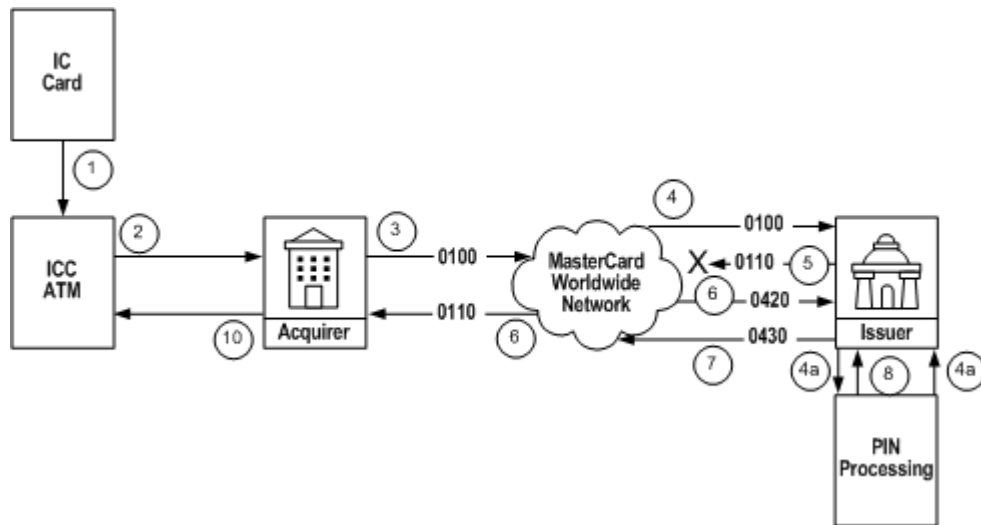 IC
Card
1
ICC
ATM
2
Acquirer
3
0100
0110
10
6
MasterCard
Worldwide
Network
4
0100
X
0110
5
6
0420
0430
7
Issuer
4a
8
4a
PIN
Processing